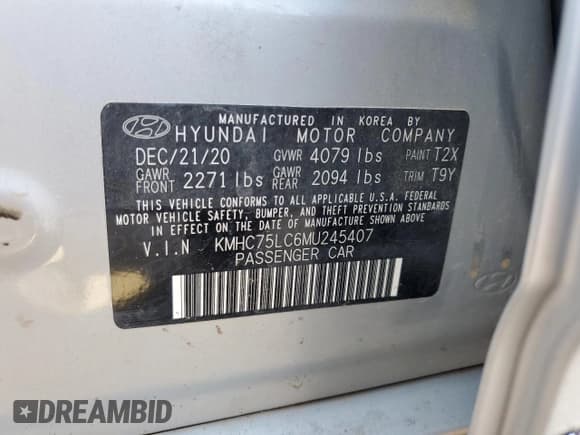 MANUFACTURED IN KOREA BY
HYUNDAI MOTOR COMPANY
DEC/21/20 GVWR 4079 lbs PAINT T2X
GAWR FRONT 2271 lbs GAWR REAR 2094 lbs TRIM T9Y
THIS VEHICLE CONFORMS TO ALL APPLICABLE U.S.A. FEDERAL
MOTOR VEHICLE SAFETY, BUMPER, AND THEFT PREVENTION STANDARDS
IN EFFECT ON THE DATE OF MANUFACTURE SHOWN ABOVE.
V.I.N KMHC75LC6MU245407
PASSENGER CAR
DREAMBID